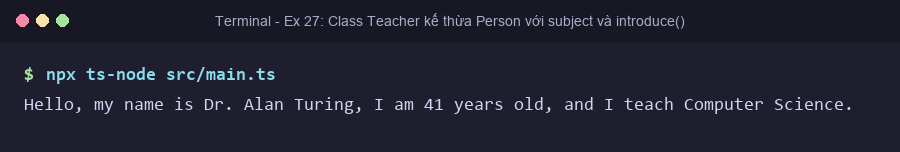 Terminal - Ex 27: Class Teacher kế thừa Person với subject và introduce()
$ npx ts-node src/main.ts
Hello, my name is Dr. Alan Turing, I am 41 years old, and I teach Computer Science.